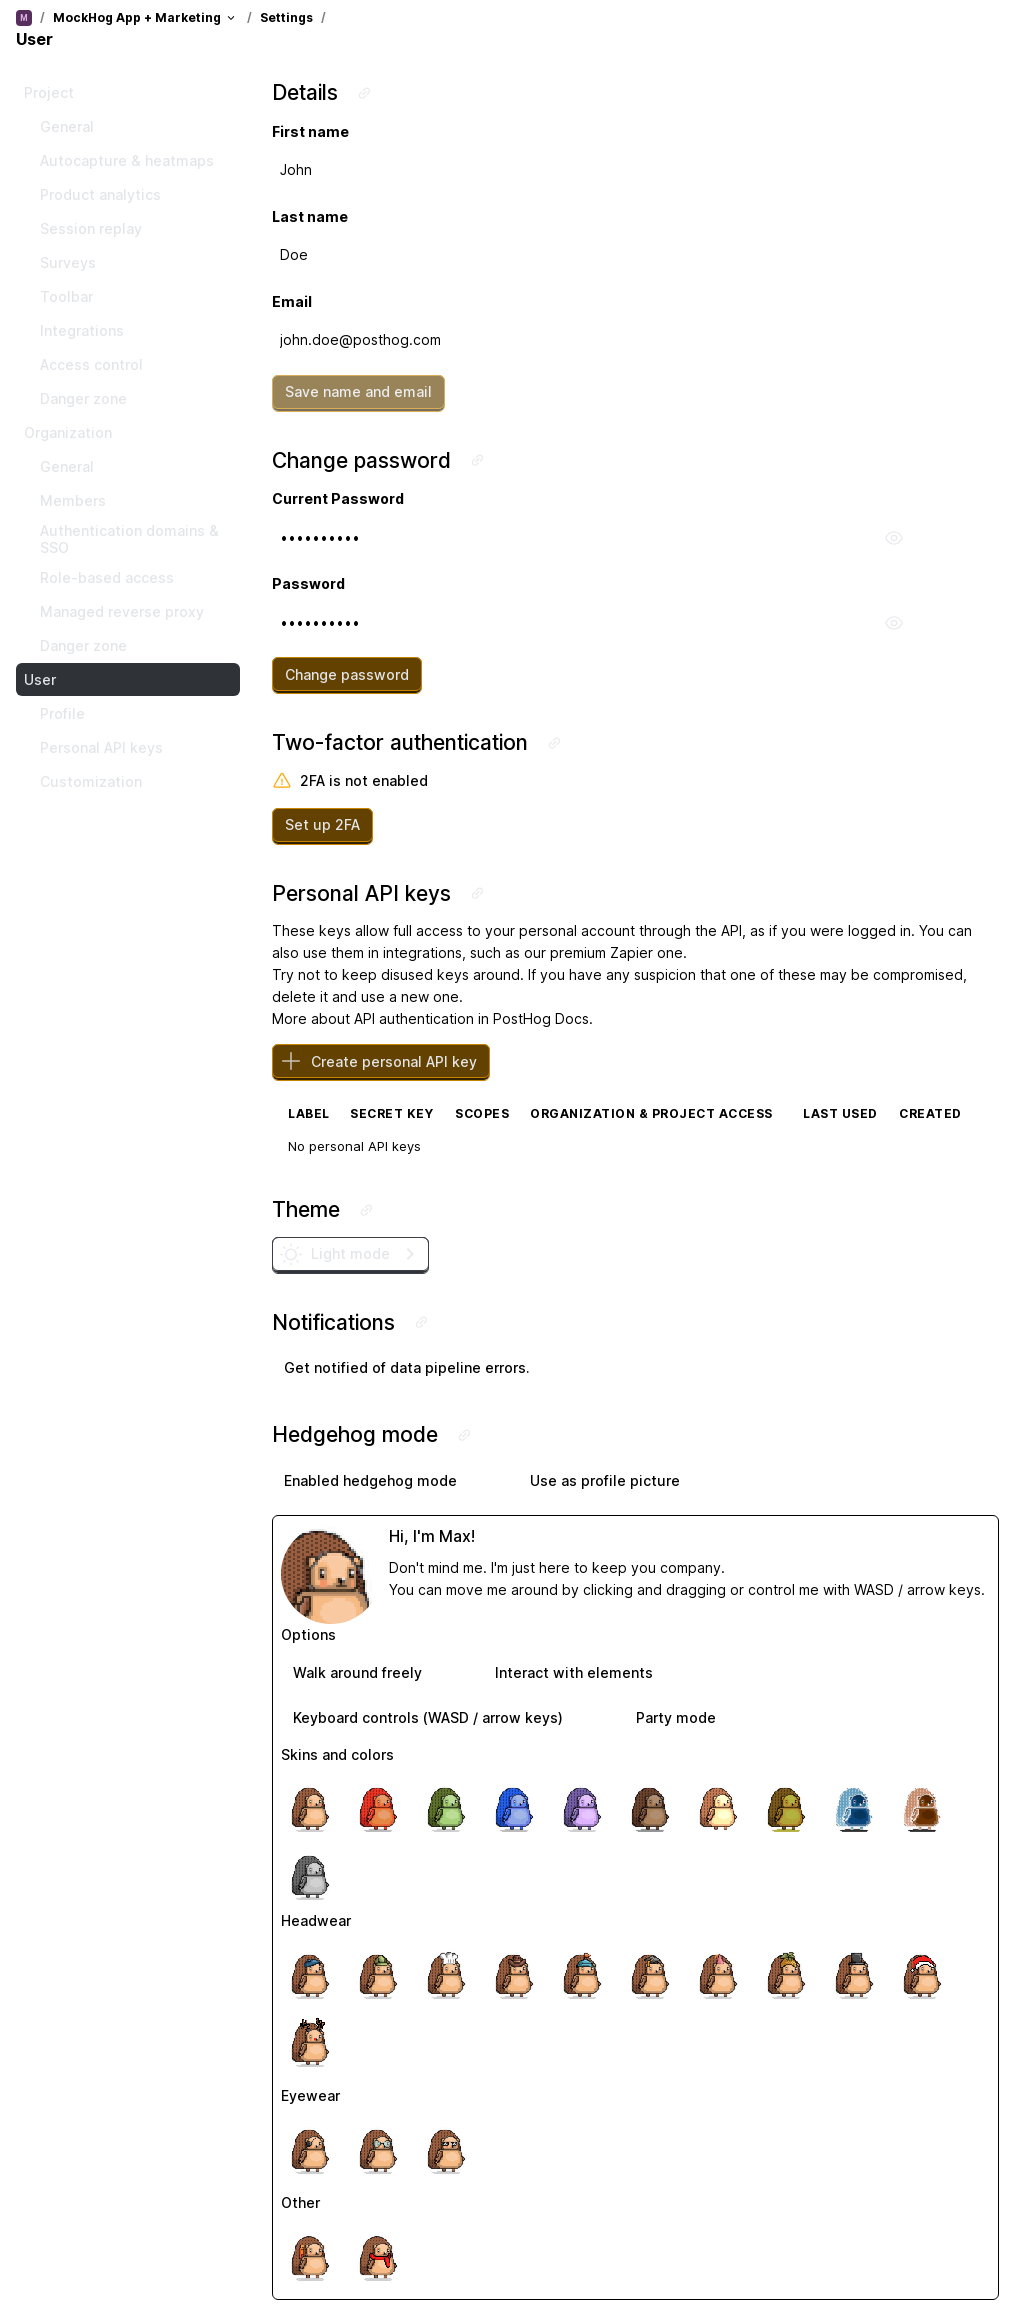 M / MockHog App + Marketing / Settings /
User
Project
General
Autocapture & heatmaps
Product analytics
Session replay
Surveys
Toolbar
Integrations
Access control
Danger zone
Organization
General
Members
Authentication domains &
SSO
Role-based access
Managed reverse proxy
Danger zone
User
Profile
Personal API keys
Customization
Details
First name
John
Last name
Doe
Email
john.doe@posthog.com
Save name and email
Change password
Current Password
••••••••••
Password
••••••••••
Change password
Two-factor authentication
2FA is not enabled
Set up 2FA
Personal API keys
These keys allow full access to your personal account through the API, as if you were logged in. You can
also use them in integrations, such as our premium Zapier one.
Try not to keep disused keys around. If you have any suspicion that one of these may be compromised,
delete it and use a new one.
More about API authentication in PostHog Docs.
Create personal API key
LABEL SECRET KEY SCOPES ORGANIZATION & PROJECT ACCESS LAST USED CREATED
No personal API keys
Theme
Light mode
Notifications
Get notified of data pipeline errors.
Hedgehog mode
Enabled hedgehog mode Use as profile picture
Hi, I'm Max!
Don't mind me. I'm just here to keep you company.
You can move me around by clicking and dragging or control me with WASD / arrow keys.
Options
Walk around freely Interact with elements
Keyboard controls (WASD / arrow keys) Party mode
Skins and colors
Headwear
Eyewear
Other